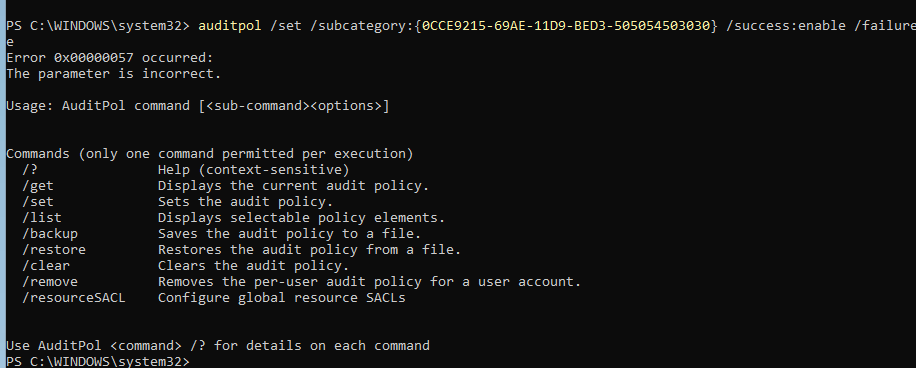 PS C:\WINDOWS\system32> auditpol /set /subcategory:{0CCE9215-69AE-11D9-BED3-505054503030} /success:enable /failure
e
Error 0x00000057 occurred:
The parameter is incorrect.
Usage: AuditPol command [<sub-command><options>]
Commands (only one command permitted per execution)
/? Help (context-sensitive)
/get Displays the current audit policy.
/set Sets the audit policy.
/list Displays selectable policy elements.
/backup Saves the audit policy to a file.
/restore Restores the audit policy from a file.
/clear Clears the audit policy.
/remove Removes the per-user audit policy for a user account.
/resourceSACL Configure global resource SACLs
Use AuditPol <command> /? for details on each command
PS C:\WINDOWS\system32>